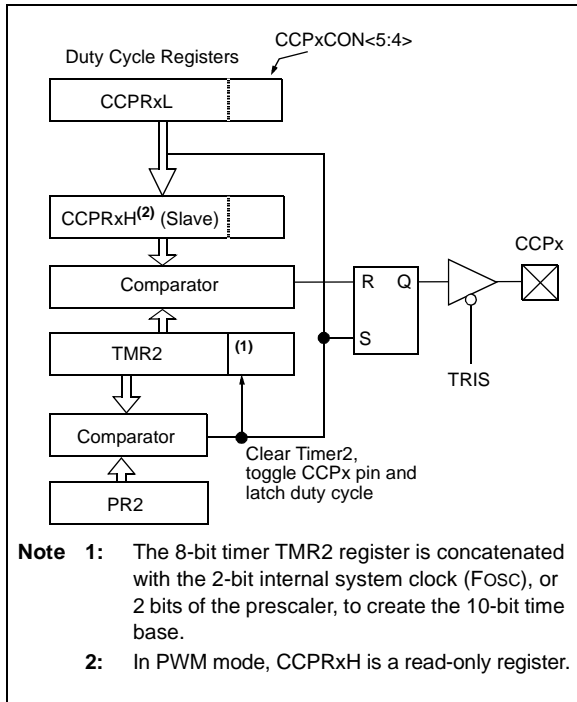 CCPxCON<5:4>
Duty Cycle Registers
CCPRxL
CCPRxH(2) (Slave)
CCPx
Comparator
R Q
S
TMR2 (1)
TRIS
Comparator
Clear Timer2,
toggle CCPx pin and
latch duty cycle
PR2
Note 1: The 8-bit timer TMR2 register is concatenated
with the 2-bit internal system clock (FOSC), or
2 bits of the prescaler, to create the 10-bit time
base.
2: In PWM mode, CCPRxH is a read-only register.